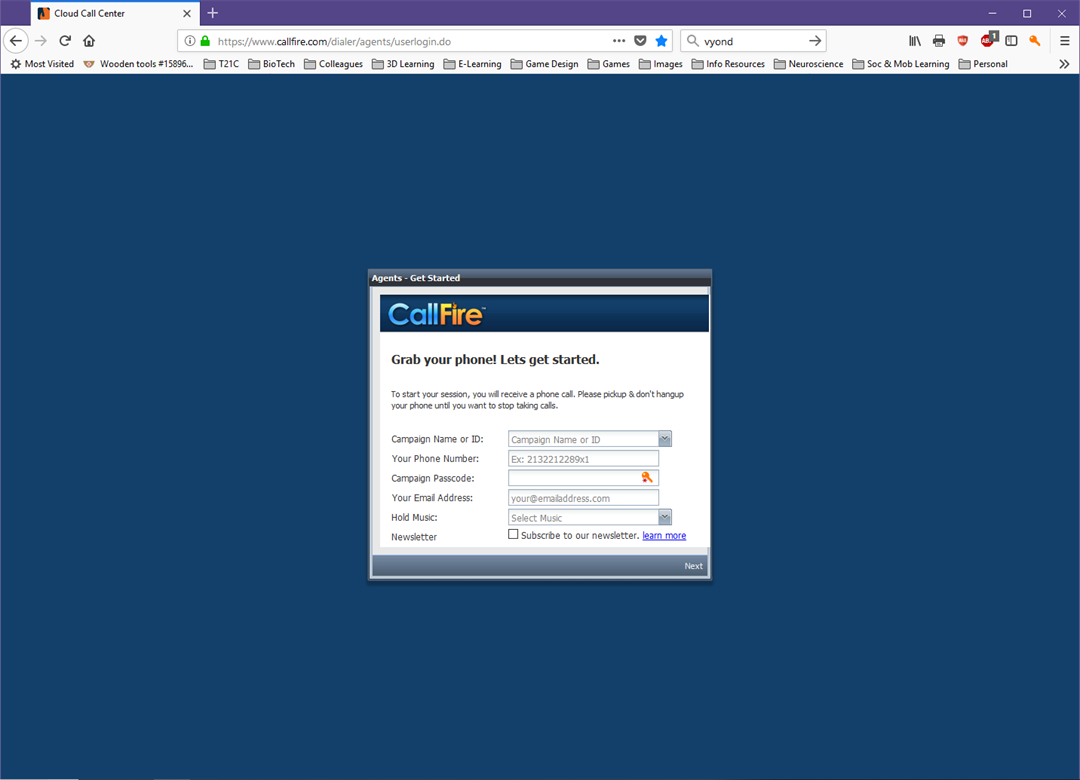 Cloud Call Center
https://www.callfire.com/dialer/agents/userlogin.do
vyond
1
Most Visited Wooden tools #15896... T21C BioTech Colleagues 3D Learning E-Learning Game Design Games Images Info Resources Neuroscience Soc & Mob Learning Personal
Agents - Get Started
CallFire™
Grab your phone! Lets get started.
To start your session, you will receive a phone call. Please pickup & don't hangup
your phone until you want to stop taking calls.
Campaign Name or ID: Campaign Name or ID
Your Phone Number: Ex: 2132212289x1
Campaign Passcode:
Your Email Address: your@emailaddress.com
Hold Music: Select Music
Newsletter Subscribe to our newsletter. learn more
Next